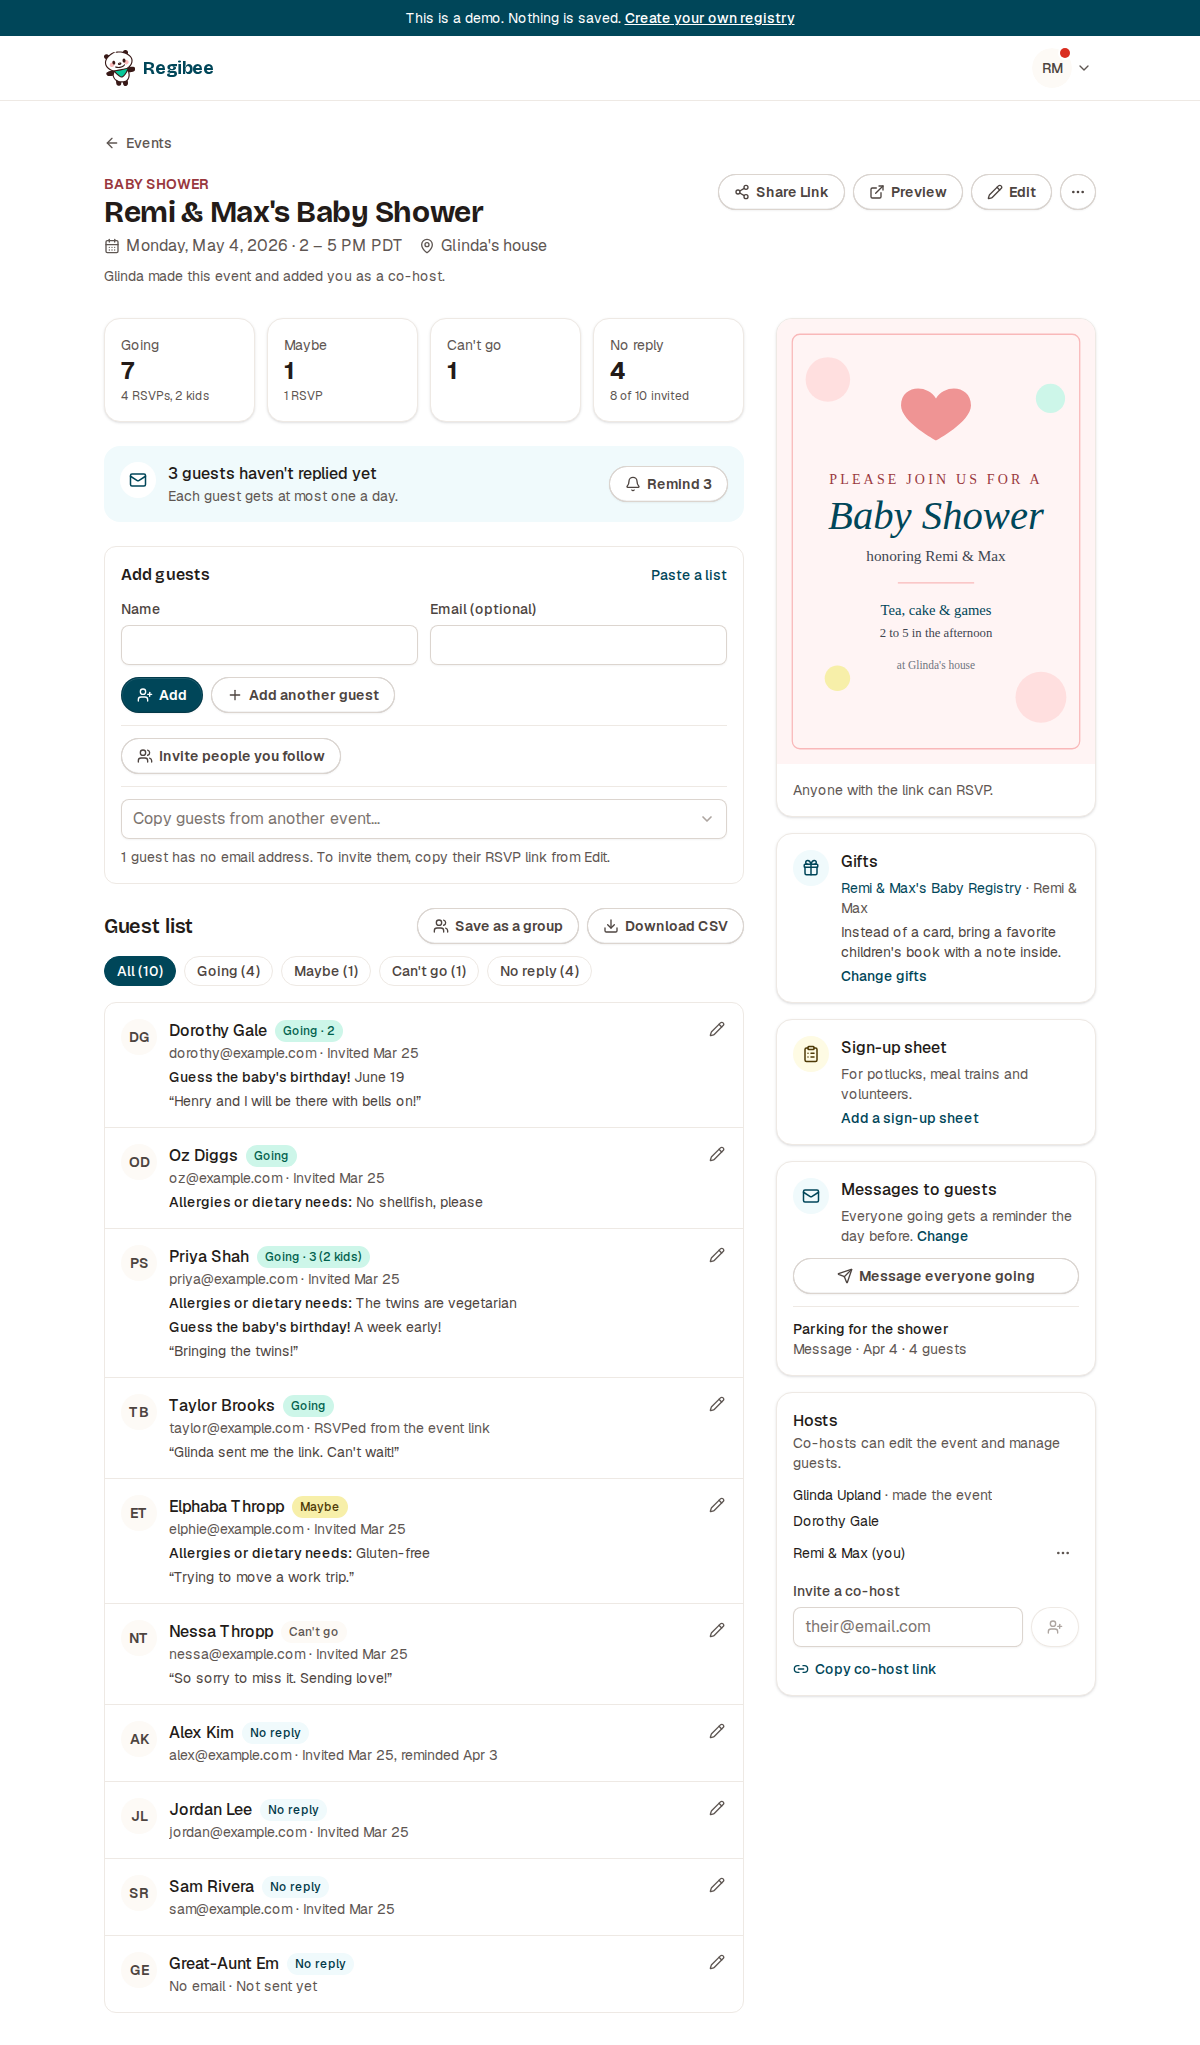 This is a demo. Nothing is saved. Create your own registry
Regibee
RM
Events
BABY SHOWER
Remi & Max's Baby Shower
Share Link
Preview
Edit
Monday, May 4, 2026 · 2 – 5 PM PDT
Glinda's house
Glinda made this event and added you as a co-host.
Going
7
4 RSVPs, 2 kids
Maybe
1
1 RSVP
Can't go
1
No reply
4
8 of 10 invited
3 guests haven't replied yet
Each guest gets at most one a day.
Remind 3
Add guests
Paste a list
Name
Email (optional)
Add
Add another guest
Invite people you follow
Copy guests from another event...
1 guest has no email address. To invite them, copy their RSVP link from Edit.
Guest list
Save as a group
Download CSV
All (10)
Going (4)
Maybe (1)
Can't go (1)
No reply (4)
DG
Dorothy Gale
Going · 2
dorothy@example.com · Invited Mar 25
Guess the baby's birthday! June 19
“Henry and I will be there with bells on!”
OD
Oz Diggs
Going
oz@example.com · Invited Mar 25
Allergies or dietary needs: No shellfish, please
PS
Priya Shah
Going · 3 (2 kids)
priya@example.com · Invited Mar 25
Allergies or dietary needs: The twins are vegetarian
Guess the baby's birthday! A week early!
“Bringing the twins!”
TB
Taylor Brooks
Going
taylor@example.com · RSVPed from the event link
“Glinda sent me the link. Can't wait!”
ET
Elphaba Thropp
Maybe
elphie@example.com · Invited Mar 25
Allergies or dietary needs: Gluten-free
“Trying to move a work trip.”
NT
Nessa Thropp
Can't go
nessa@example.com · Invited Mar 25
“So sorry to miss it. Sending love!”
AK
Alex Kim
No reply
alex@example.com · Invited Mar 25, reminded Apr 3
JL
Jordan Lee
No reply
jordan@example.com · Invited Mar 25
SR
Sam Rivera
No reply
sam@example.com · Invited Mar 25
GE
Great-Aunt Em
No reply
No email · Not sent yet
PLEASE JOIN US FOR A
Baby Shower
honoring Remi & Max
Tea, cake & games
2 to 5 in the afternoon
at Glinda's house
Anyone with the link can RSVP.
Gifts
Remi & Max's Baby Registry · Remi &
Max
Instead of a card, bring a favorite
children's book with a note inside.
Change gifts
Sign-up sheet
For potlucks, meal trains and
volunteers.
Add a sign-up sheet
Messages to guests
Everyone going gets a reminder the
day before. Change
Message everyone going
Parking for the shower
Message · Apr 4 · 4 guests
Hosts
Co-hosts can edit the event and manage
guests.
Glinda Upland · made the event
Dorothy Gale
Remi & Max (you)
Invite a co-host
their@email.com
Copy co-host link